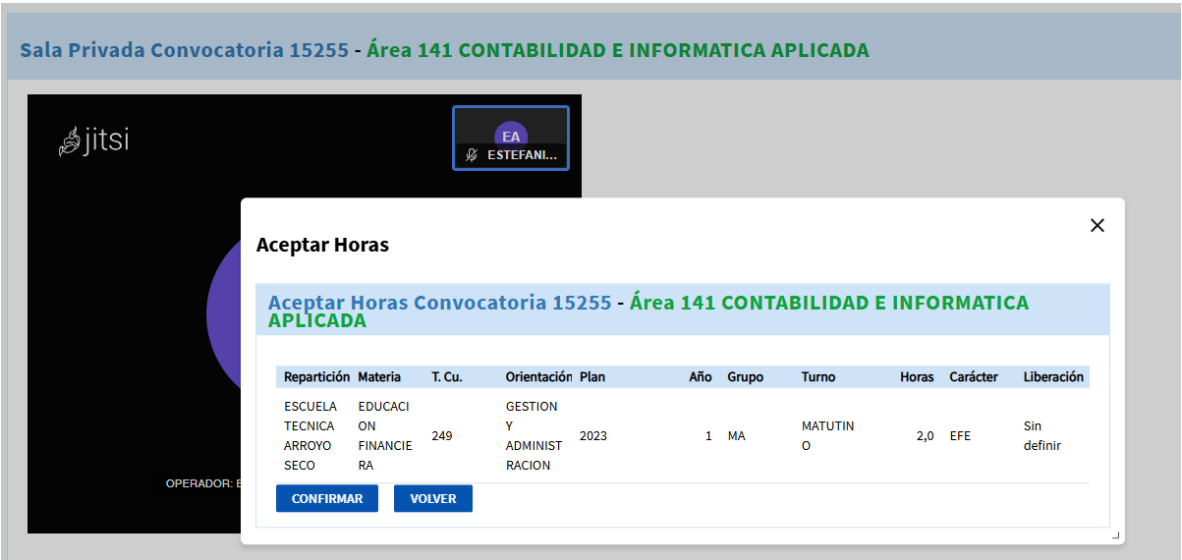 Sala Privada Convocatoria 15255 - Área 141 CONTABILIDAD E INFORMATICA APLICADA
jitsi
EA
ESTEFANI...
Aceptar Horas
Aceptar Horas Convocatoria 15255 - Área 141 CONTABILIDAD E INFORMATICA
APLICADA
Repartición Materia T. Cu. Orientación Plan Año Grupo Turno Horas Carácter Liberación
ESCUELA EDUCACI GESTION
TECNICA ON Y MATUTIN Sin
249 2023 1 MA 2,0 EFE
ARROYO FINANCIE ADMINIST O definir
SECO RA RACION
OPERADOR:
CONFIRMAR VOLVER